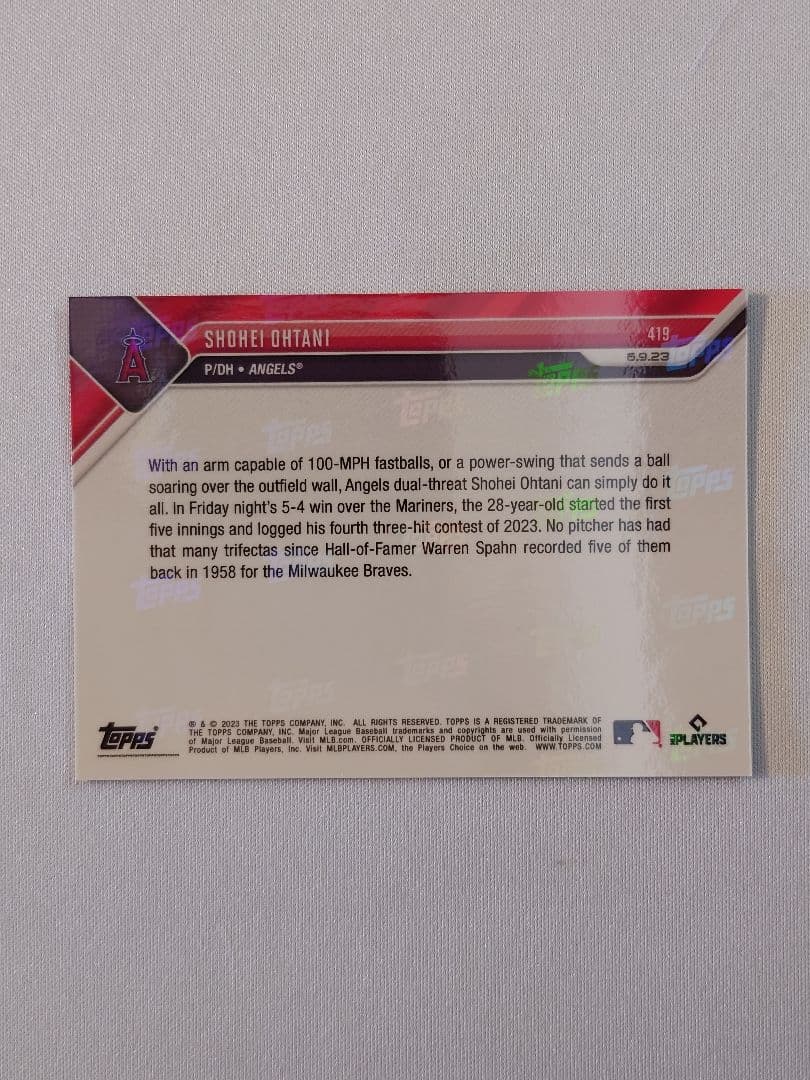 SHOHEI OHTANI
419
6.9.23
P/DH • ANGELS®
With an arm capable of 100-MPH fastballs, or a power-swing that sends a ball
soaring over the outfield wall, Angels dual-threat Shohei Ohtani can simply do it
all. In Friday night's 5-4 win over the Mariners, the 28-year-old started the first
five innings and logged his fourth three-hit contest of 2023. No pitcher has had
that many trifectas since Hall-of-Famer Warren Spahn recorded five of them
back in 1958 for the Milwaukee Braves.
Topps®
® & © 2023 THE TOPPS COMPANY, INC. ALL RIGHTS RESERVED. TOPPS IS A REGISTERED TRADEMARK OF
THE TOPPS COMPANY, INC. Major League Baseball trademarks and copyrights are used with permission
of Major League Baseball. Visit MLB.com. OFFICIALLY LICENSED PRODUCT OF MLB. Officially Licensed
Product of MLB Players, Inc. Visit MLBPLAYERS.COM, the Players Choice on the web. WWW.TOPPS.COM
PLAYERS